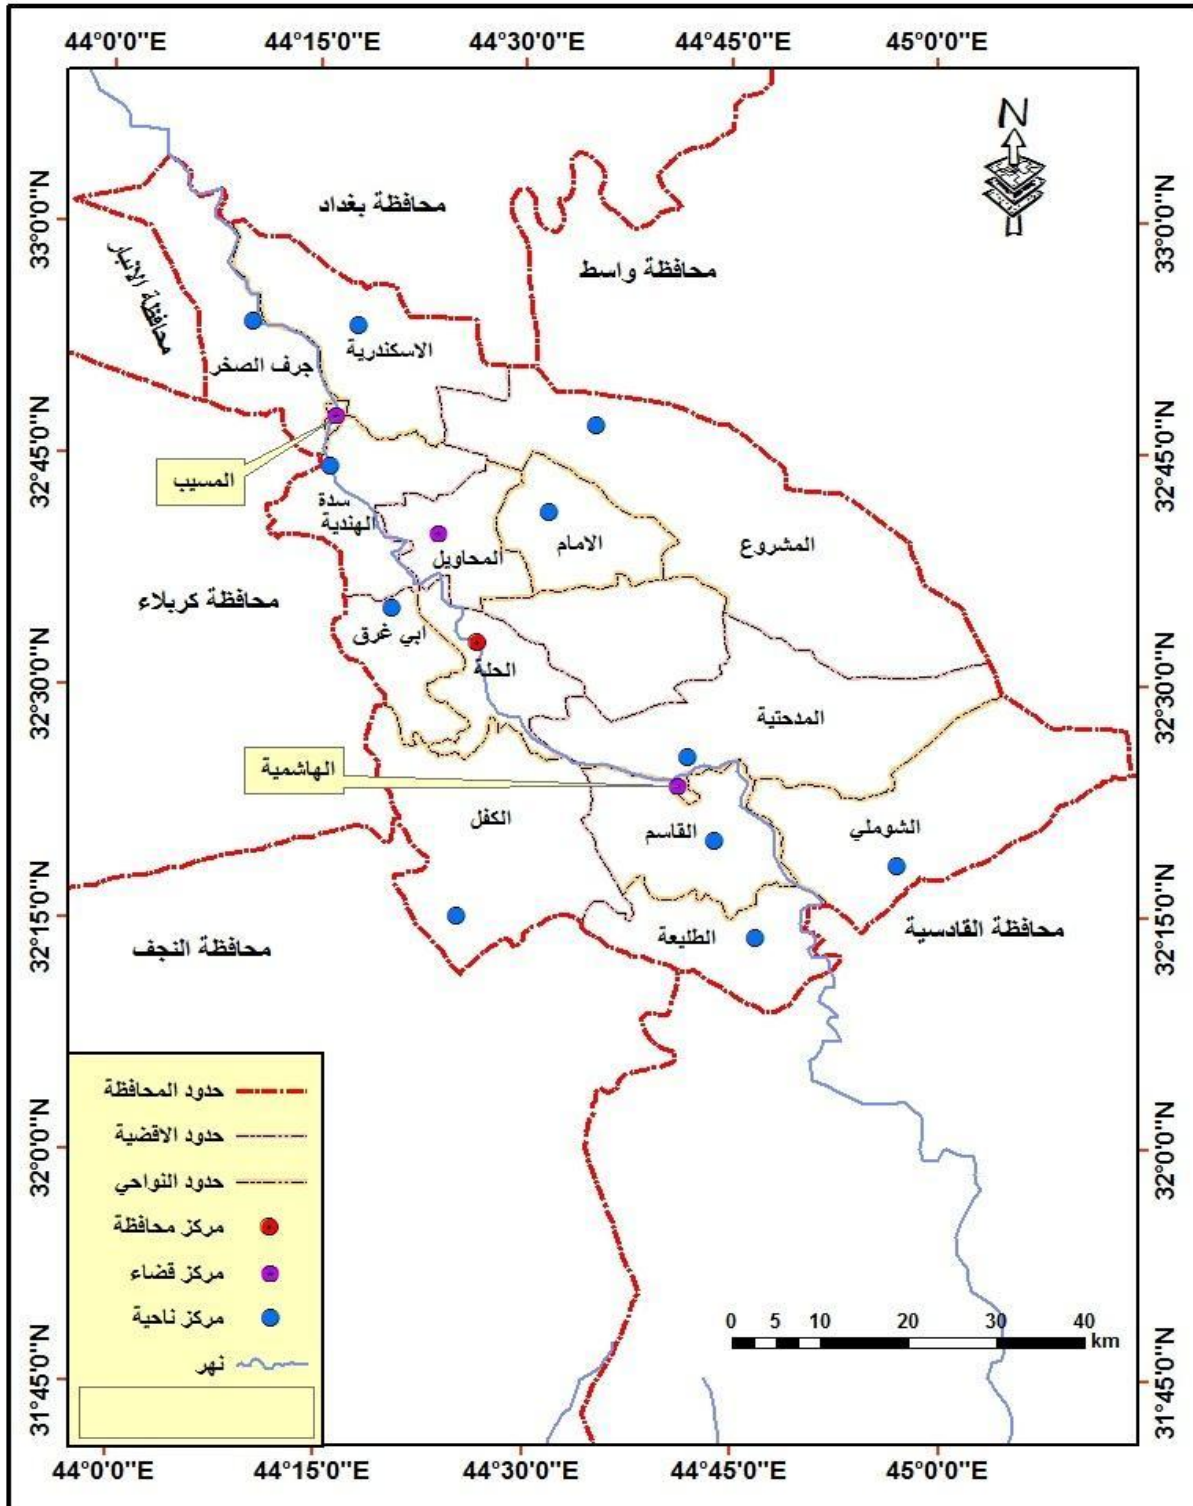 44°0'0"E 44°15'0"E 44°30'0"E 44°45'0"E 45°0'0"E
N
33°0'0"N
33°0'0"N
محافظة بغداد
محافظة واسط
محافظة الانبار
جرف الصخر
الاسكندرية
32°45'0"N
32°45'0"N
المسيب
سدة
الهندية
المحاويل
الامام
المشروع
محافظة كربلاء
ابي غرق
الحلة
32°30'0"N
32°30'0"N
المدحتية
الهاشمية
الكفل
القاسم
الشوملي
32°15'0"N
32°15'0"N
محافظة النجف
الطليعة
محافظة القادسية
32°0'0"N
32°0'0"N
حدود المحافظة
حدود الاقضية
حدود النواحي
مركز محافظة
مركز قضاء
مركز ناحية
نهر
0 5 10 20 30 40
km
31°45'0"N
31°45'0"N
44°0'0"E 44°15'0"E 44°30'0"E 44°45'0"E 45°0'0"E